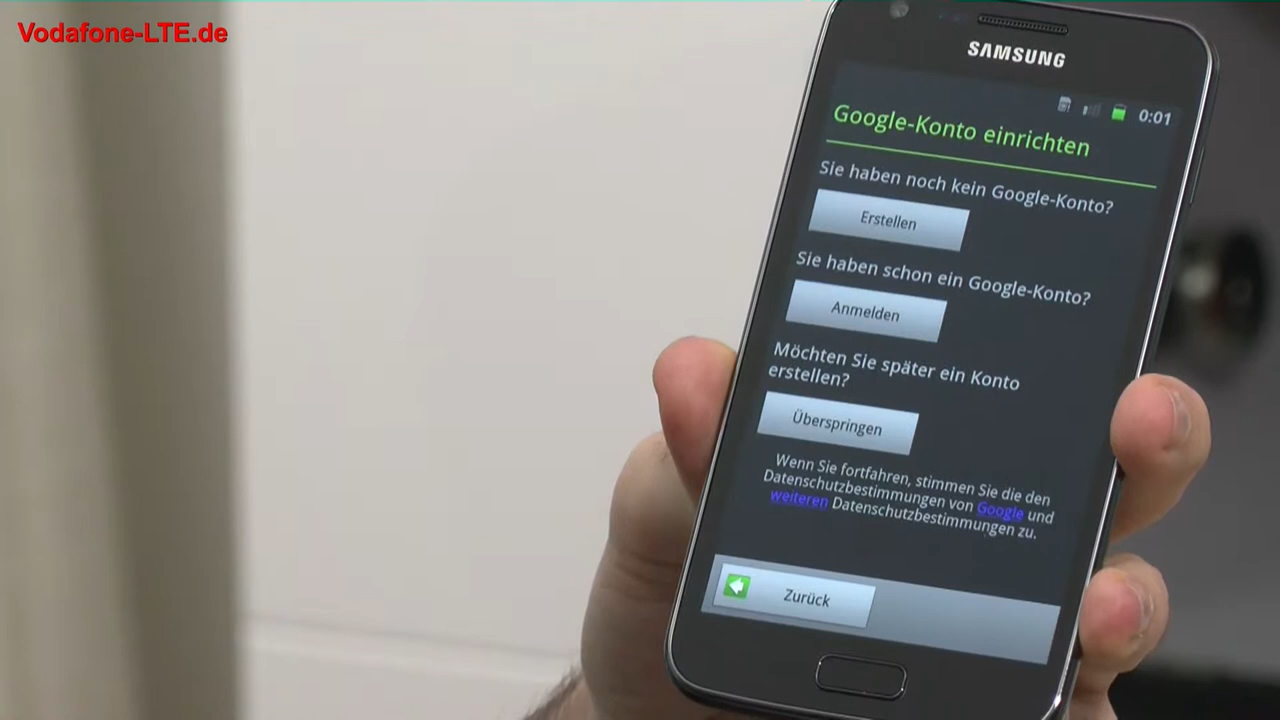 Vodafone-LTE.de
SAMSUNG
0:01
Google-Konto einrichten
Sie haben noch kein Google-Konto?
Erstellen
Sie haben schon ein Google-Konto?
Anmelden
Möchten Sie später ein Konto
erstellen?
Überspringen
Wenn Sie fortfahren, stimmen Sie die den
Datenschutzbestimmungen von Google und
weiteren Datenschutzbestimmungen zu.
Zurück